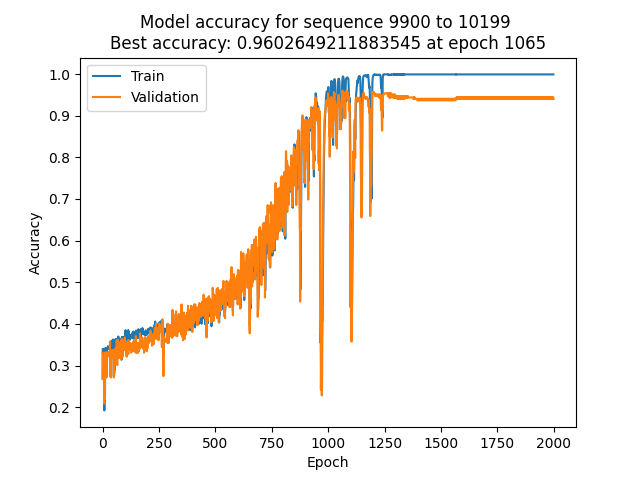 Model accuracy for sequence 9900 to 10199
Best accuracy: 0.9602649211883545 at epoch 1065
Train
Validation
1.0
0.9
0.8
0.7
0.6
0.5
0.4
0.3
0.2
Accuracy
0 250 500 750 1000 1250 1500 1750 2000
Epoch